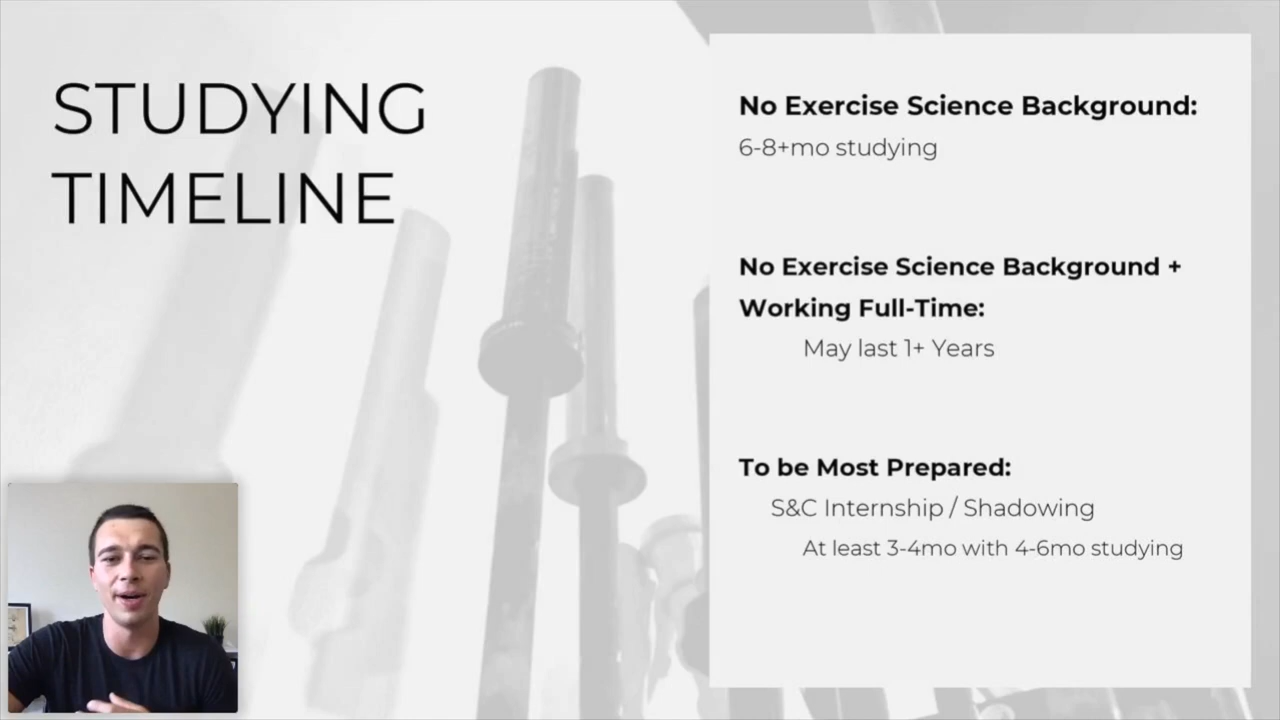 STUDYING
TIMELINE
No Exercise Science Background:
6-8+mo studying
No Exercise Science Background +
Working Full-Time:
May last 1+ Years
To be Most Prepared:
S&C Internship / Shadowing
At least 3-4mo with 4-6mo studying